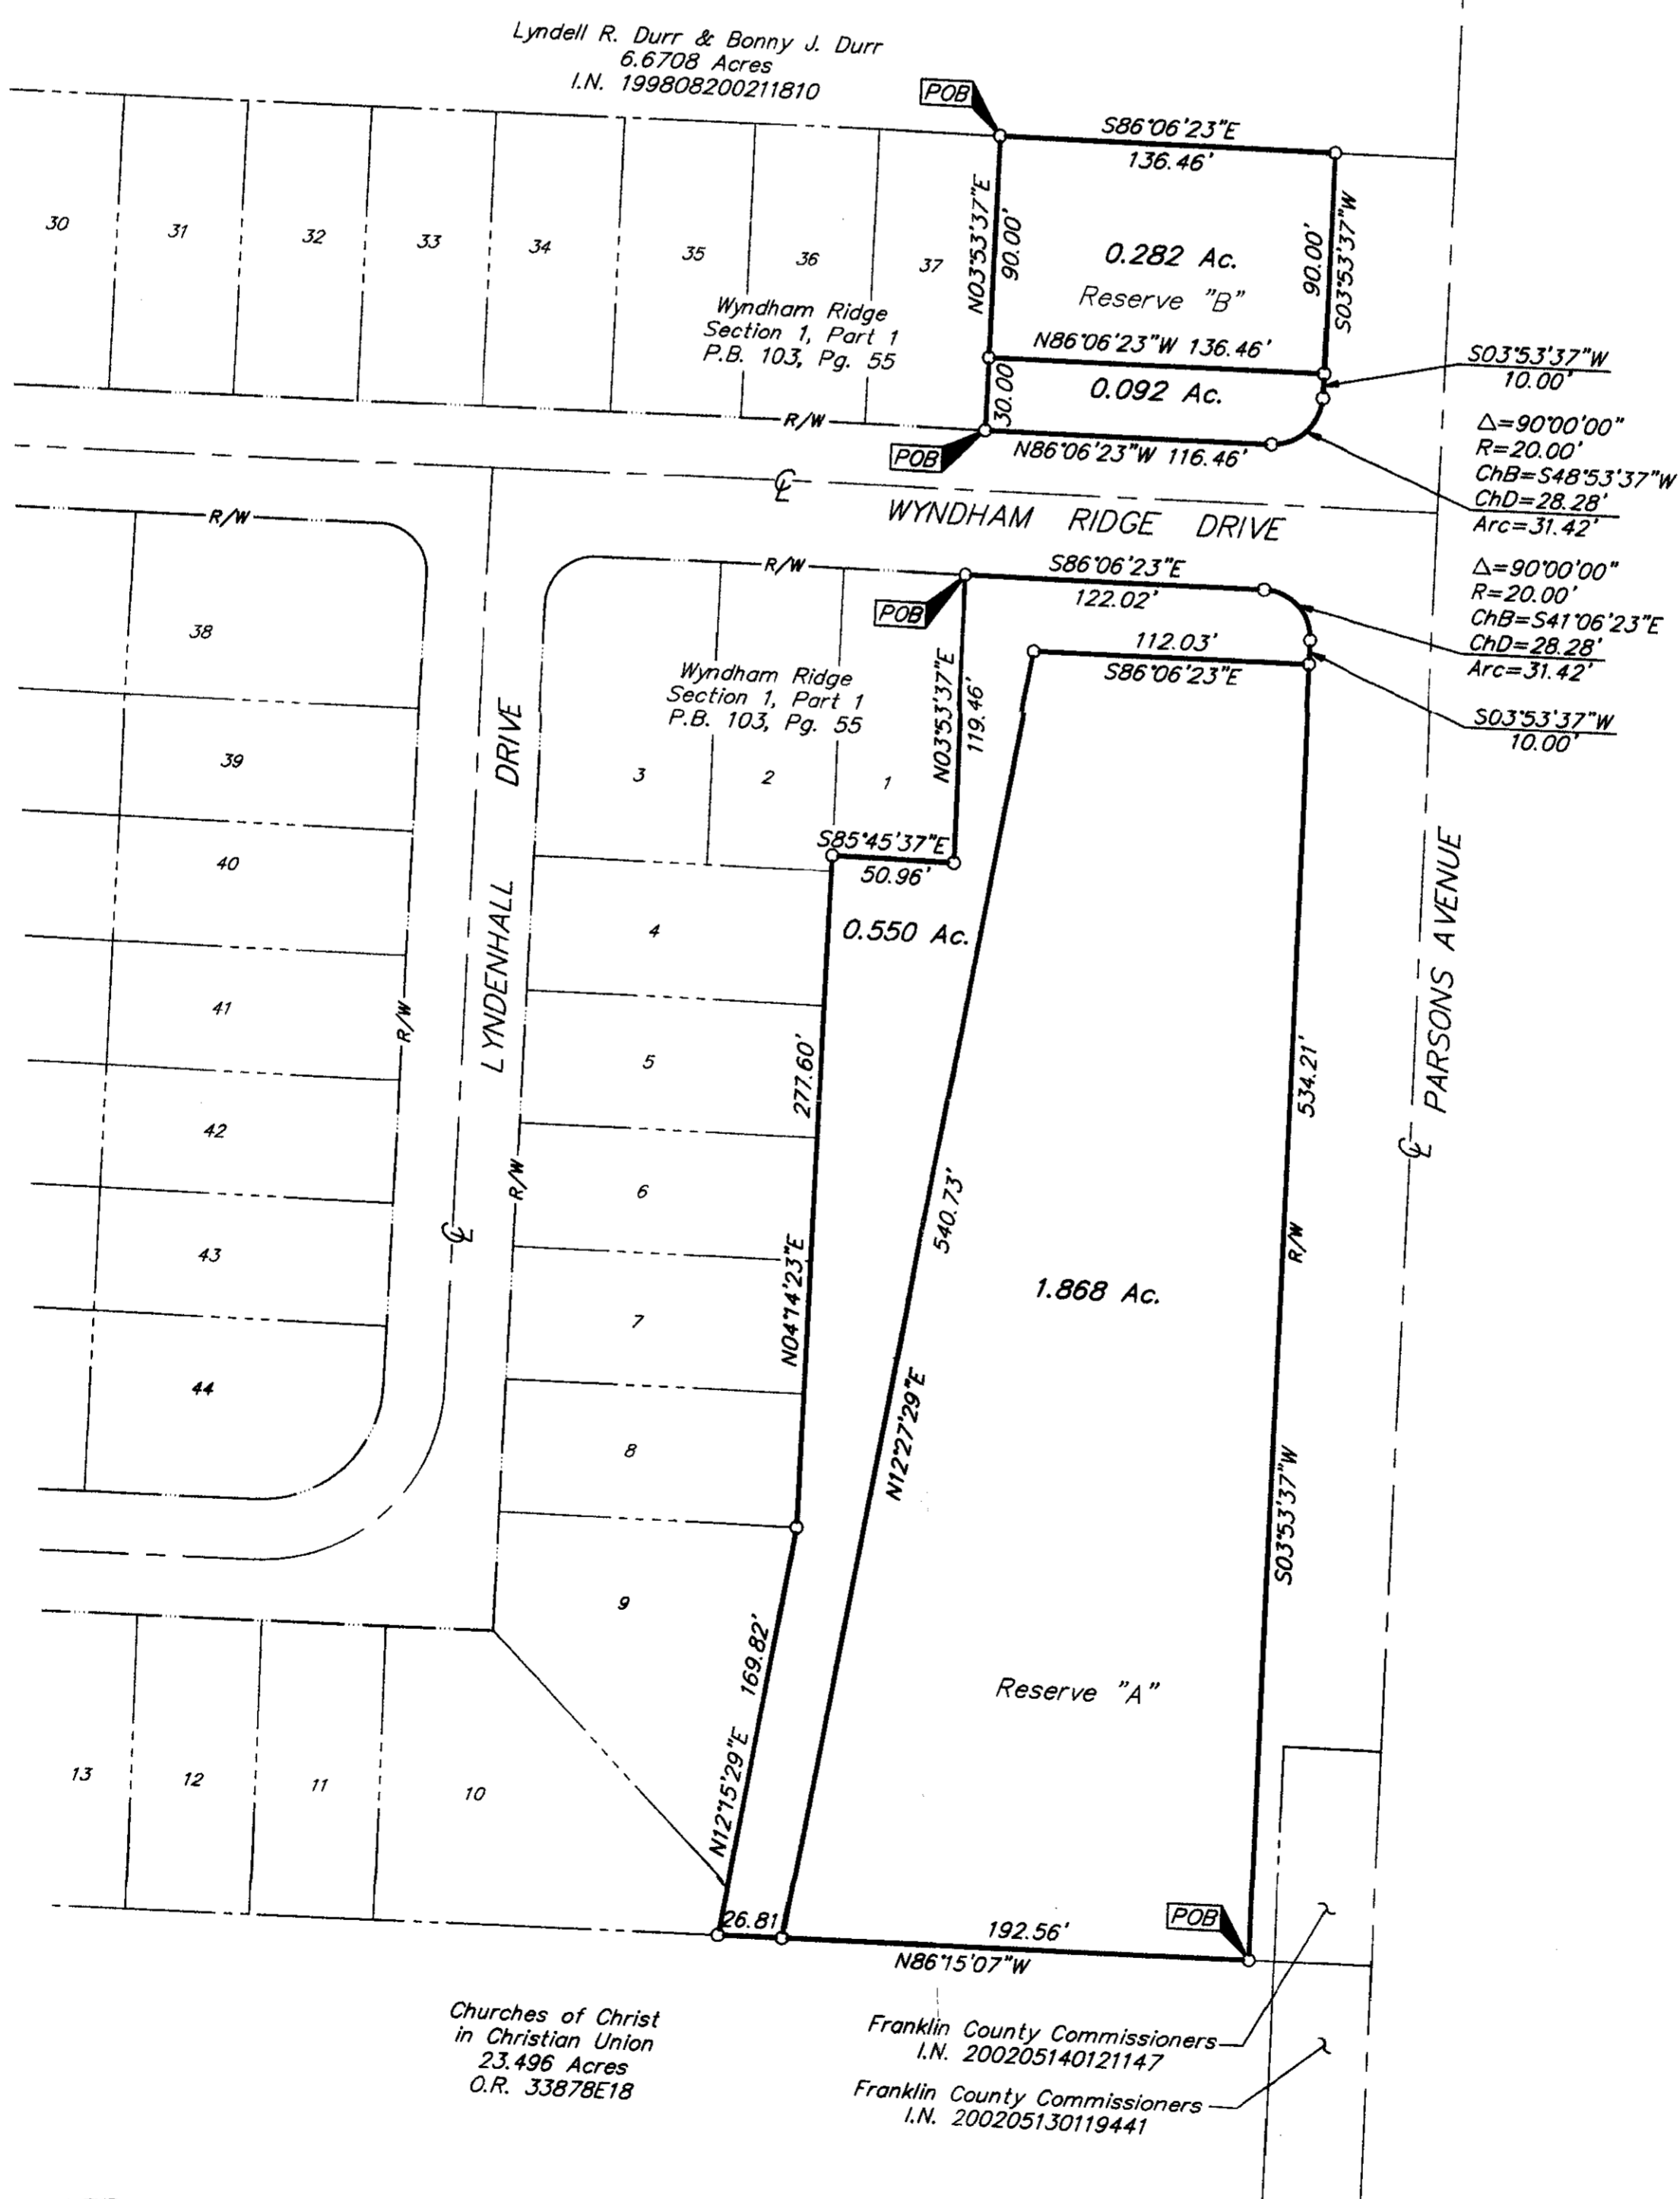 Lyndell R. Durr & Bonny J. Durr
6.6708 Acres
I.N. 199808200211810
POB
S86°06'23"E
136.46'
N03°53'37"E
90.00'
90.00'
S03°53'37"W
30
31
32
33
34
35
36
37
0.282 Ac.
Reserve "B"
Wyndham Ridge
Section 1, Part 1
P.B. 103, Pg. 55
N86°06'23"W 136.46'
30.00
0.092 Ac.
S03°53'37"W
10.00'
R/W
POB
N86°06'23"W 116.46'
Δ=90°00'00"
R=20.00'
ChB=S48°53'37"W
ChD=28.28'
Arc=31.42'
℄
WYNDHAM RIDGE DRIVE
R/W
R/W
S86°06'23"E
122.02'
POB
Δ=90°00'00"
R=20.00'
ChB=S41°06'23"E
ChD=28.28'
Arc=31.42'
112.03'
S86°06'23"E
S03°53'37"W
10.00'
38
Wyndham Ridge
Section 1, Part 1
P.B. 103, Pg. 55
N03°53'37"E
119.46'
39
3
2
1
LYNDENHALL DRIVE
S85°45'37"E
50.96'
40
4
0.550 Ac.
PARSONS AVENUE
41
R/W
5
277.60'
534.21'
42
6
R/W
540.73'
℄
43
℄
7
N04°14'23"E
1.868 Ac.
R/W
44
8
N12°27'29"E
S03°53'37"W
9
169.82'
N12°15'29"E
Reserve "A"
13
12
11
10
26.81
192.56'
POB
N86°15'07"W
Churches of Christ
in Christian Union
23.496 Acres
O.R. 33878E18
Franklin County Commissioners
I.N. 200205140121147
Franklin County Commissioners
I.N. 200205130119441